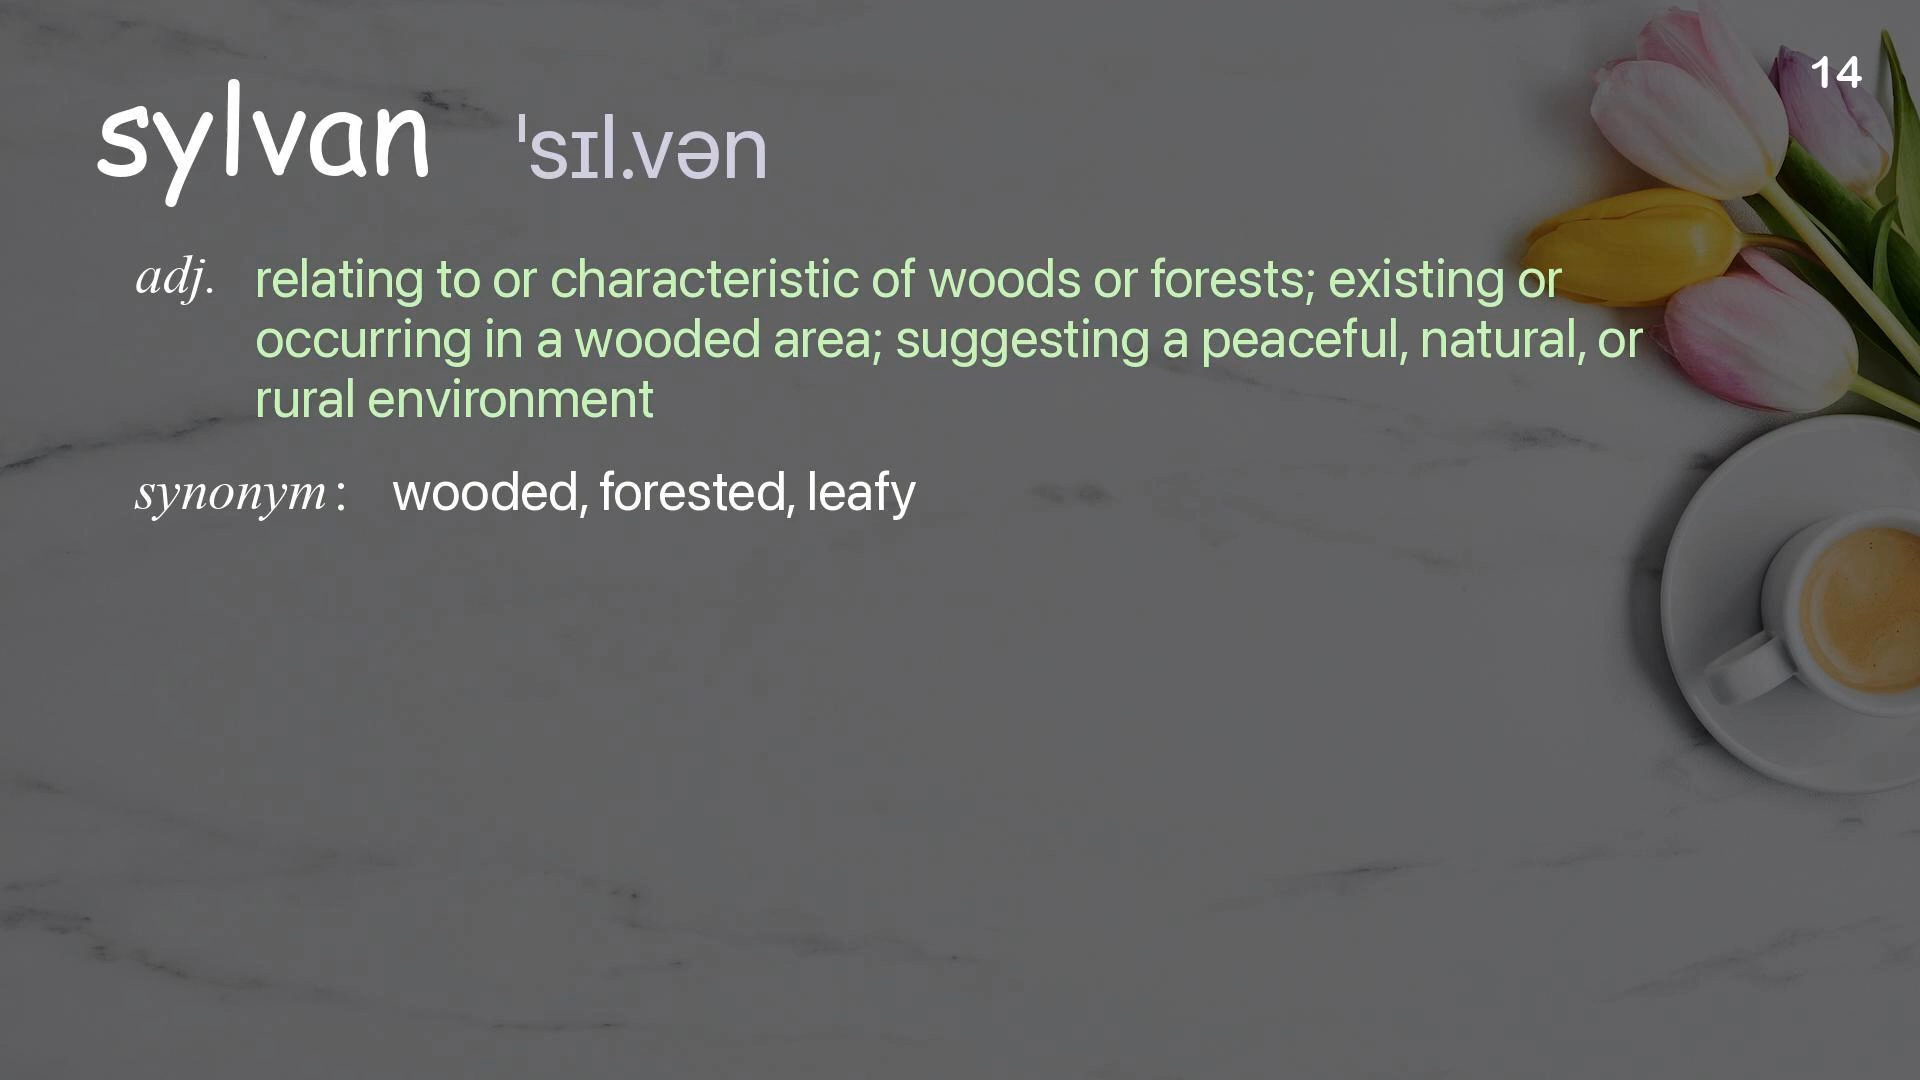 14
sylvan ˈsɪl.vən
adj. relating to or characteristic of woods or forests; existing or
occurring in a wooded area; suggesting a peaceful, natural, or
rural environment
synonym : wooded, forested, leafy